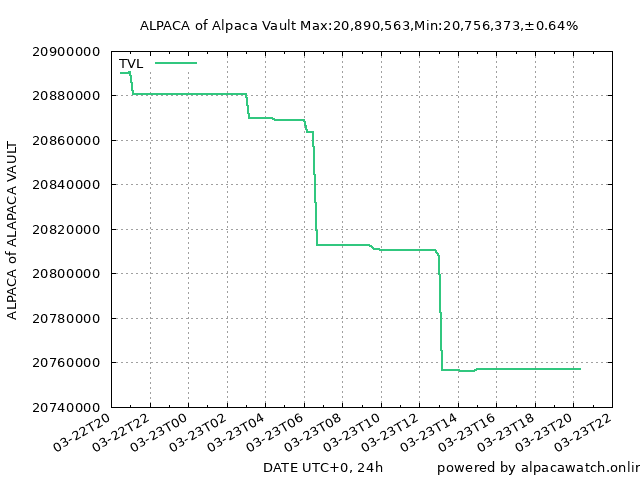 ALPACA of Alpaca Vault Max:20,890,563,Min:20,756,373,±0.64%
20900000
TVL
20880000
20860000
20840000
20820000
20800000
20780000
20760000
20740000
ALPACA of ALAPACA VAULT
03-22T20
03-22T22
03-23T00
03-23T02
03-23T04
03-23T06
03-23T08
03-23T10
03-23T12
03-23T14
03-23T16
03-23T18
03-23T20
03-23T22
DATE UTC+0, 24h
powered by alpacawatch.onlin